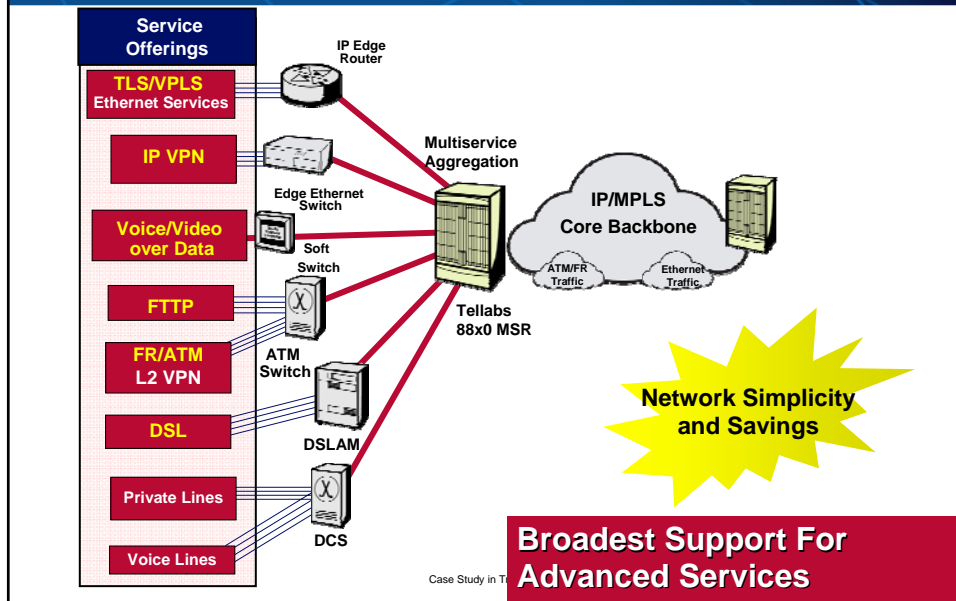 Service
Offerings
TLS/VPLS
Ethernet Services
IP VPN
Voice/Video
over Data
FTTP
FR/ATM
L2 VPN
DSL
Private Lines
Voice Lines
IP Edge
Router
Edge Ethernet
Switch
Soft
Switch
ATM
Switch
DSLAM
DCS
Multiservice
Aggregation
Tellabs
88x0 MSR
IP/MPLS
Core Backbone
ATM/FR
Traffic
Ethernet
Traffic
Network Simplicity
and Savings
Broadest Support For
Advanced Services
Case Study in